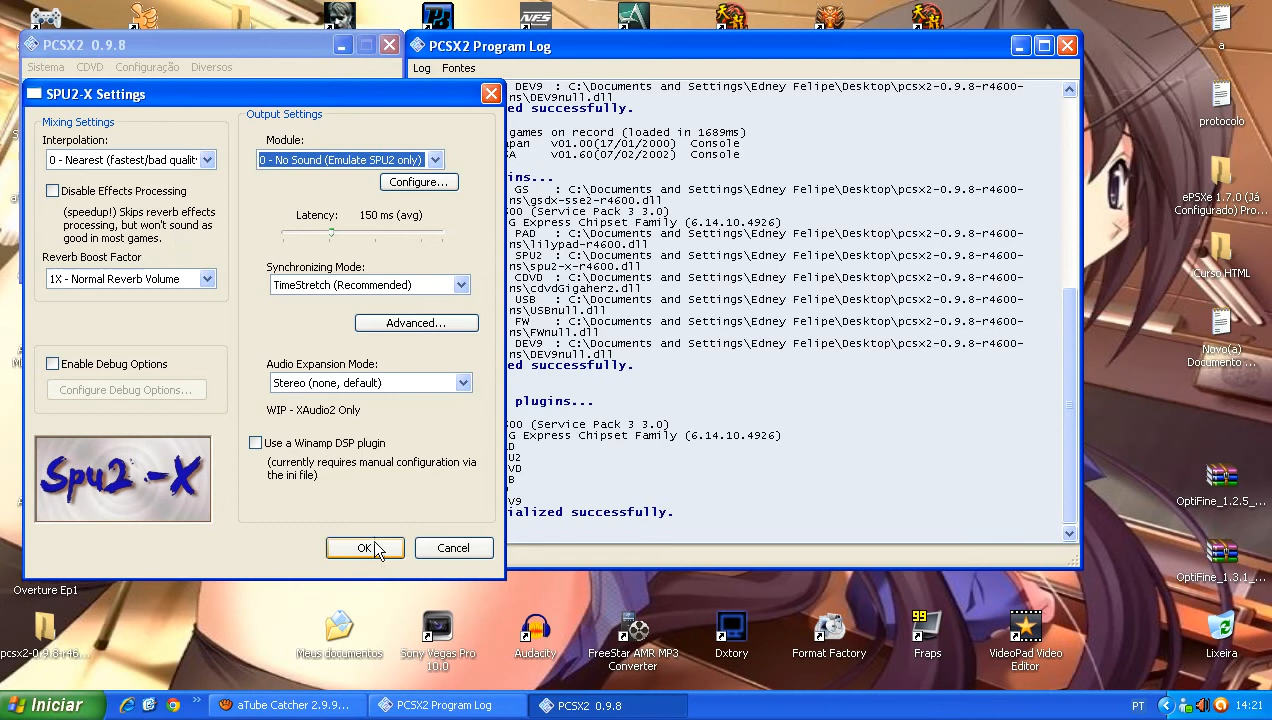 NFS
a
protocolo
ePSXe 1.7.0 (Já
Configurado) Pro...
Curso HTML
Novo(a)
Documento ...
OptiFine_1.2.5_...
OptiFine_1.3.1_...
PCSX2 0.9.8
Sistema CDVD Configuração Diversos
SPU2-X Settings
Mixing Settings
Interpolation:
0 - Nearest (fastest/bad qualit
Disable Effects Processing
(speedup!) Skips reverb effects
processing, but won't sound as
good in most games.
Reverb Boost Factor
1X - Normal Reverb Volume
Enable Debug Options
Configure Debug Options...
Spu2-X
Output Settings
Module:
0 - No Sound (Emulate SPU2 only)
Configure...
Latency: 150 ms (avg)
Synchronizing Mode:
TimeStretch (Recommended)
Advanced...
Audio Expansion Mode:
Stereo (none, default)
WIP - XAudio2 Only
Use a Winamp DSP plugin
(currently requires manual configuration via
the ini file)
OK Cancel
PCSX2 Program Log
Log Fontes
DEV9 : C:\Documents and Settings\Edney Felipe\Desktop\pcsx2-0.9.8-r4600-
ns\DEV9null.dll
ed successfully.
games on record (loaded in 1689ms)
apan v01.00(17/01/2000) Console
SA v01.60(07/02/2002) Console
ins...
GS : C:\Documents and Settings\Edney Felipe\Desktop\pcsx2-0.9.8-r4600-
ns\gsdx-sse2-r4600.dll
600 (Service Pack 3 3.0)
G Express Chipset Family (6.14.10.4926)
PAD : C:\Documents and Settings\Edney Felipe\Desktop\pcsx2-0.9.8-r4600-
ns\lilypad-r4600.dll
SPU2 : C:\Documents and Settings\Edney Felipe\Desktop\pcsx2-0.9.8-r4600-
ns\spu2-x-r4600.dll
CDVD : C:\Documents and Settings\Edney Felipe\Desktop\pcsx2-0.9.8-r4600-
ns\cdvdGigaherz.dll
USB : C:\Documents and Settings\Edney Felipe\Desktop\pcsx2-0.9.8-r4600-
ns\USBnull.dll
FW : C:\Documents and Settings\Edney Felipe\Desktop\pcsx2-0.9.8-r4600-
ns\FWnull.dll
DEV9 : C:\Documents and Settings\Edney Felipe\Desktop\pcsx2-0.9.8-r4600-
ns\DEV9null.dll
ed successfully.
plugins...
600 (Service Pack 3 3.0)
G Express Chipset Family (6.14.10.4926)
D
U2
VD
B
V9
ialized successfully.
Overture Ep1
pcsx2-0.9.8-r46...
Meus documentos
Sony Vegas Pro
10.0
Audacity
FreeStar AMR MP3
Converter
Dxtory
Format Factory
99
Fraps
VideoPad Video
Editor
Lixeira
Iniciar
aTube Catcher 2.9.9...
PCSX2 Program Log
PCSX2 0.9.8
PT
14:21